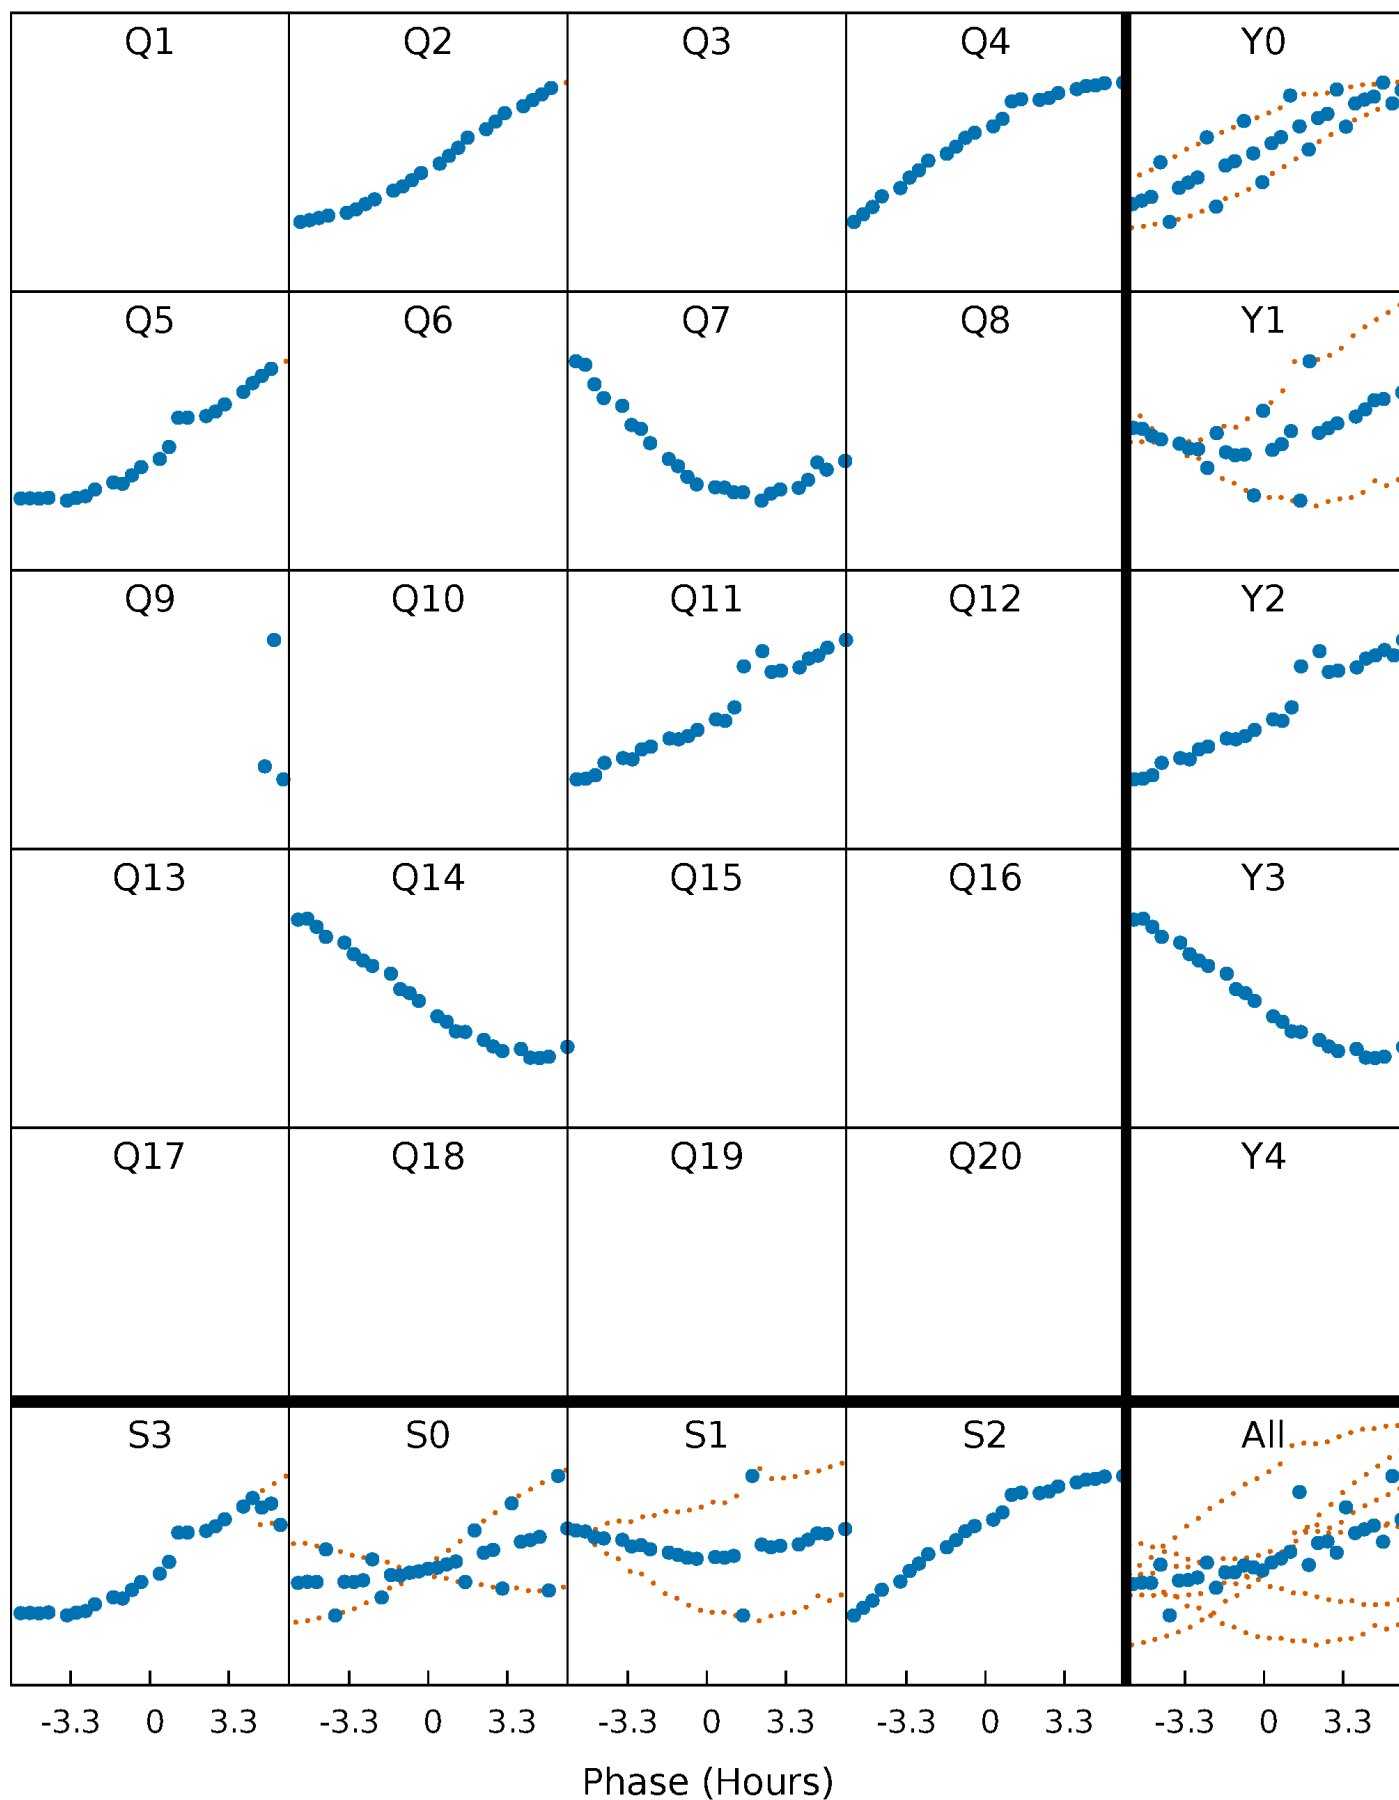 Q1 Q2 Q3 Q4 Y0
Q5 Q6 Q7 Q8 Y1
Q9 Q10 Q11 Q12 Y2
Q13 Q14 Q15 Q16 Y3
Q17 Q18 Q19 Q20 Y4
S3 S0 S1 S2 All
-3.3 0 3.3 -3.3 0 3.3 -3.3 0 3.3 -3.3 0 3.3 -3.3 0 3.3
Phase (Hours)